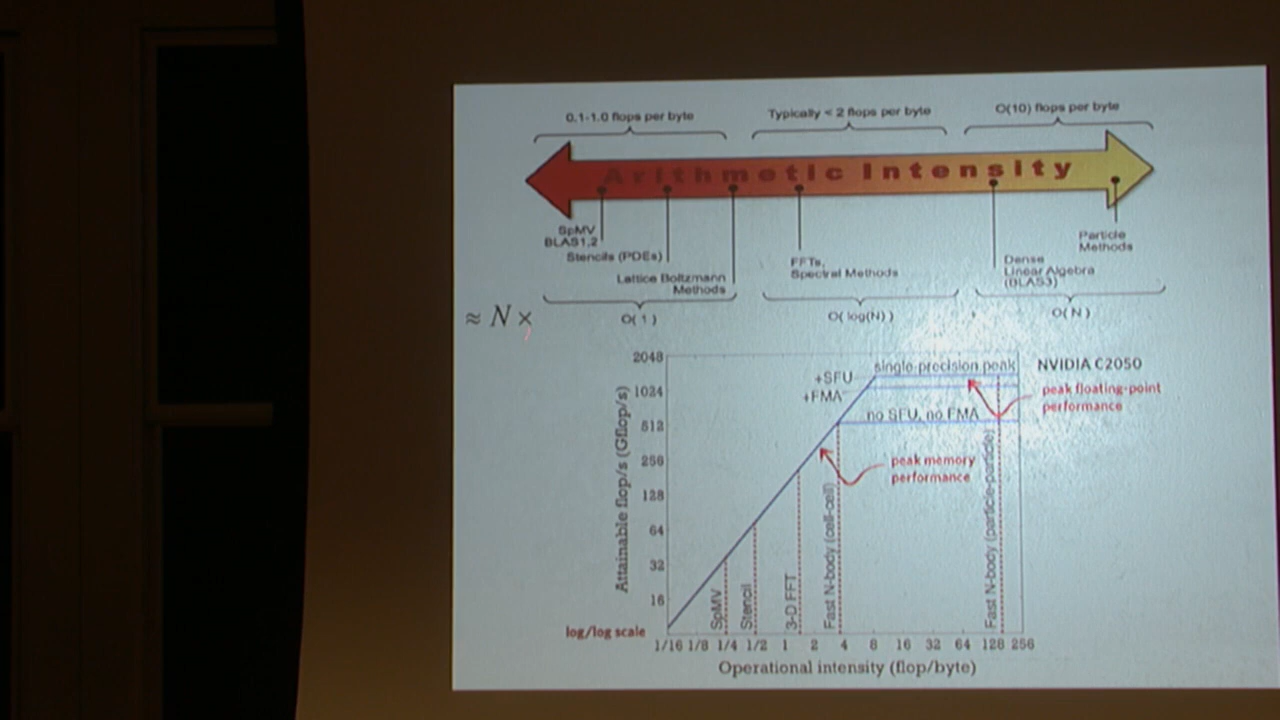 0.1-1.0 flops per byte
Typically < 2 flops per byte
O(10) flops per byte
Arithmetic Intensity
SpMV
BLAS1,2
Stencils (PDEs)
Lattice Boltzmann
Methods
FFTs,
Spectral Methods
Dense
Linear Algebra
(BLAS3)
Particle
Methods
≈ N ×
O( 1 )
O( log(N) )
O( N )
2048
1024
512
256
128
64
32
16
Attainable flop/s (Gflop/s)
+SFU
+FMA
single-precision peak
no SFU, no FMA
NVIDIA C2050
peak floating-point
performance
peak memory
performance
SpMV
Stencil
3-D FFT
Fast N-body (cell-cell)
Fast N-body (particle-particle)
log/log scale
1/16 1/8 1/4 1/2 1 2 4 8 16 32 64 128 256
Operational intensity (flop/byte)